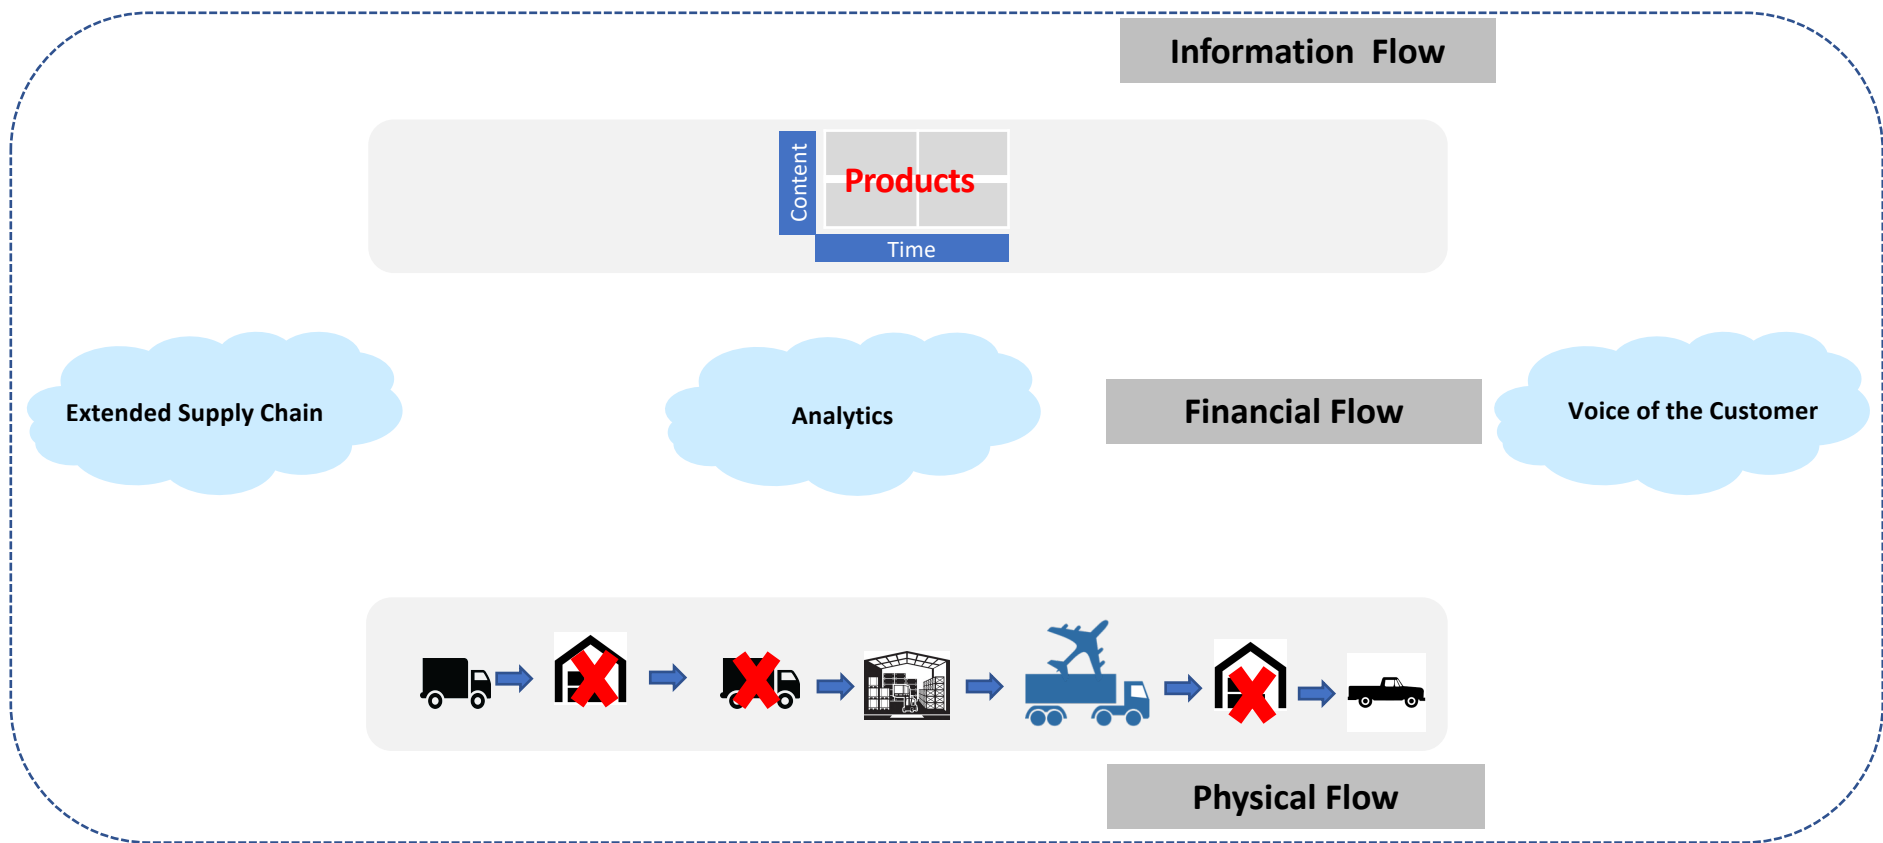 Information  Flow
Content
Products
Time
Extended Supply Chain
Analytics
Financial Flow
Voice of the Customer
Physical Flow